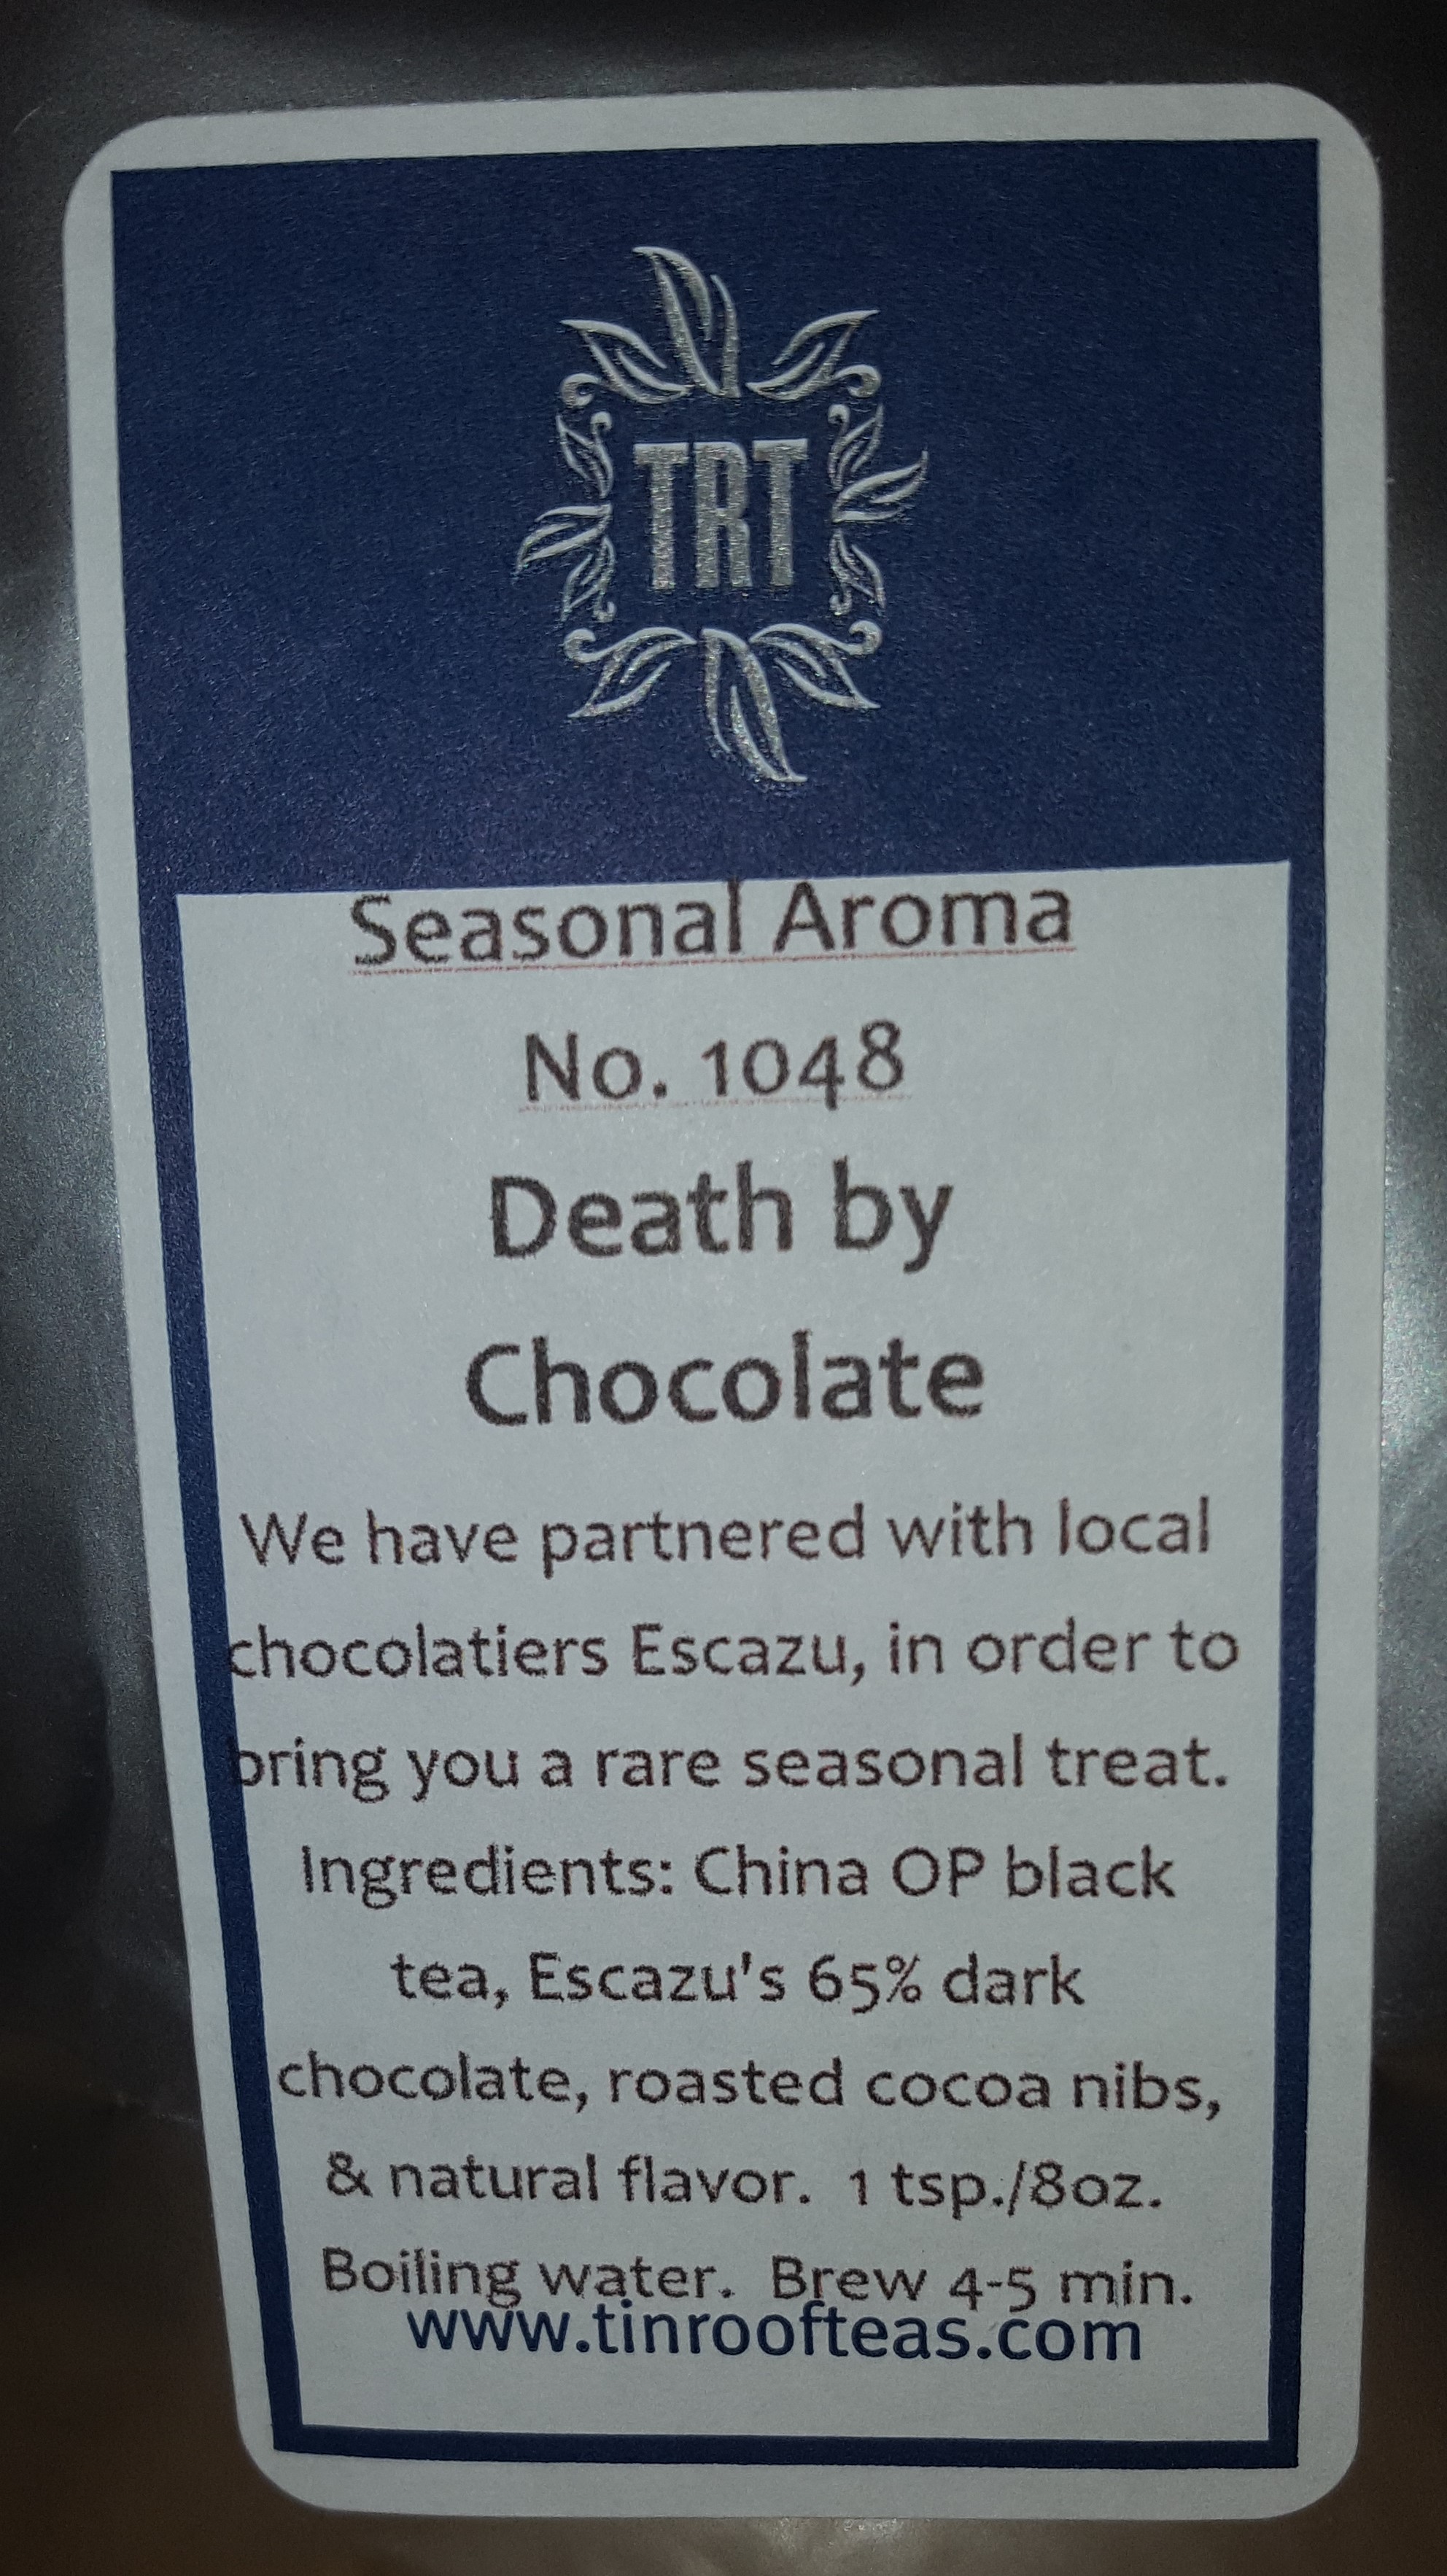 TRT
Seasonal Aroma
No. 1048
Death by
Chocolate
We have partnered with local
chocolatiers Escazu, in order to
bring you a rare seasonal treat.
Ingredients: China OP black
tea, Escazu's 65% dark
chocolate, roasted cocoa nibs,
& natural flavor. 1 tsp./8oz.
Boiling water. Brew 4-5 min.
www.tinroofteas.com